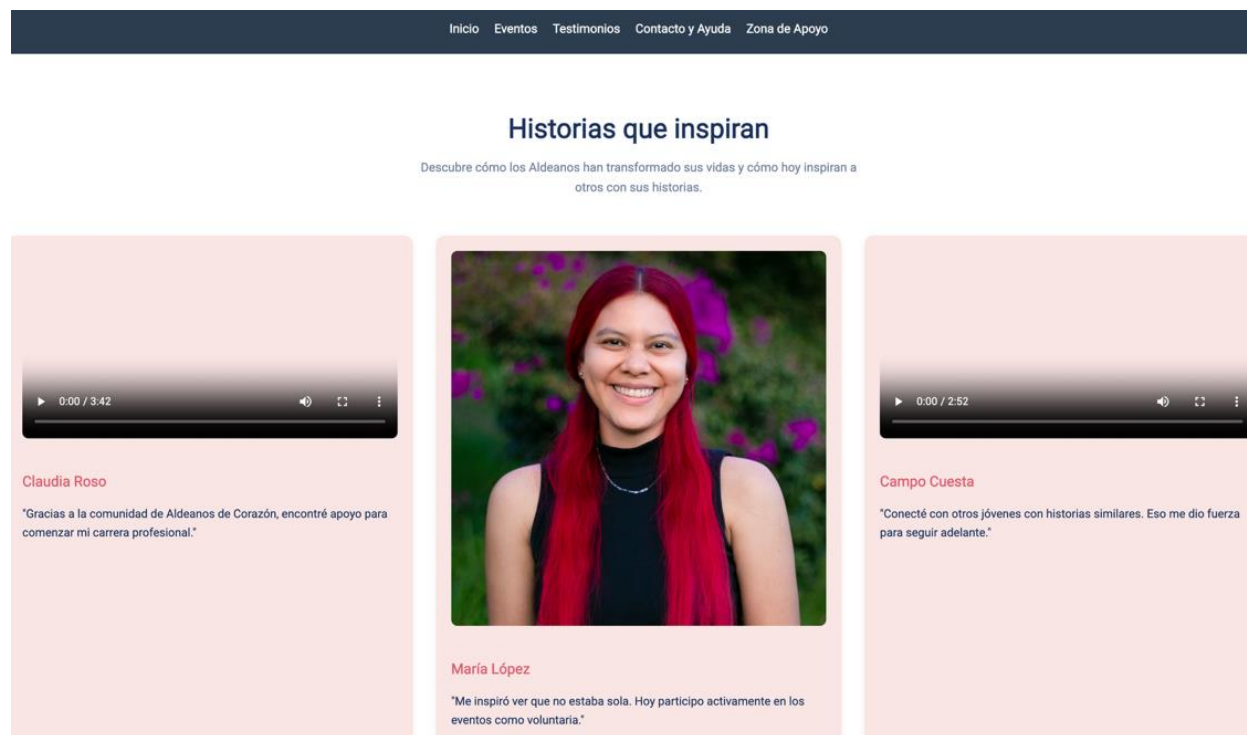 Inicio Eventos Testimonios Contacto y Ayuda Zona de Apoyo
Historias que inspiran
Descubre cómo los Aldeanos han transformado sus vidas y cómo hoy inspiran a
otros con sus historias.
0:00 / 3:42
Claudia Roso
"Gracias a la comunidad de Aldeanos de Corazón, encontré apoyo para
comenzar mi carrera profesional."
María López
"Me inspiró ver que no estaba sola. Hoy participo activamente en los
eventos como voluntaria."
0:00 / 2:52
Campo Cuesta
"Conecté con otros jóvenes con historias similares. Eso me dio fuerza
para seguir adelante."